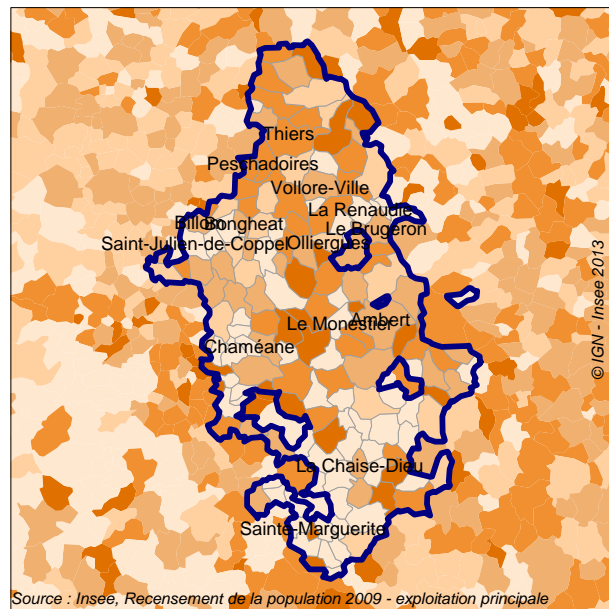 Thiers
Pessnadoires
Vollore-Ville
La Renaudie
Billom
Bongheat
Le Brugeron
Saint-Julien-de-Coppel
Olliergues
Le Monestier
Ambert
Chaméane
La Chaise-Dieu
Sainte-Marguerite
© IGN - Insee 2013
Source : Insee, Recensement de la population 2009 - exploitation principale